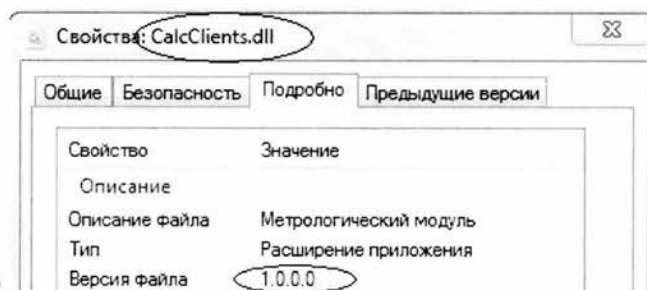 Свойства: CalcClients.dll
Общие Безопасность Подробно Предыдущие версии
Свойство Значение
Описание
Описание файла Метрологический модуль
Тип Расширение приложения
Версия файла 1.0.0.0